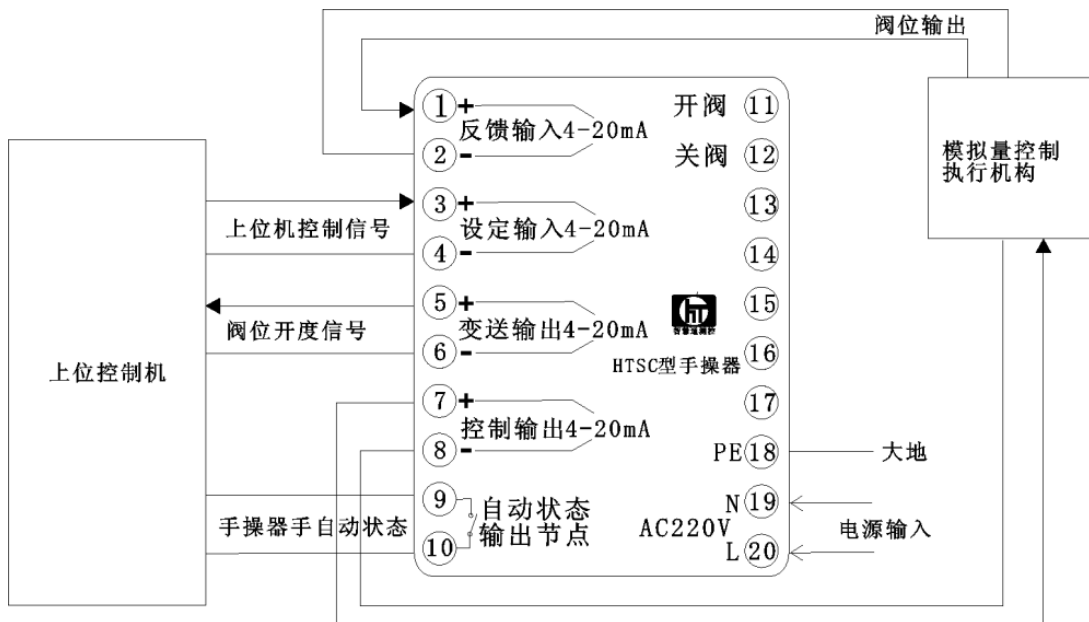 阀位输出
1 + 开阀 11
反馈输入4-20mA
2 - 关阀 12
模拟量控制
执行机构
3 + 13
上位机控制信号 设定输入4-20mA
4 - 14
5 + 15
阀位开度信号 变送输出4-20mA
6 - HTSC型手操器 16
上位控制机
7 + 17
控制输出4-20mA
8 - PE 18 大地
9 自动状态 N 19
手操器手自动状态 输出节点 AC220V 电源输入
10 L 20